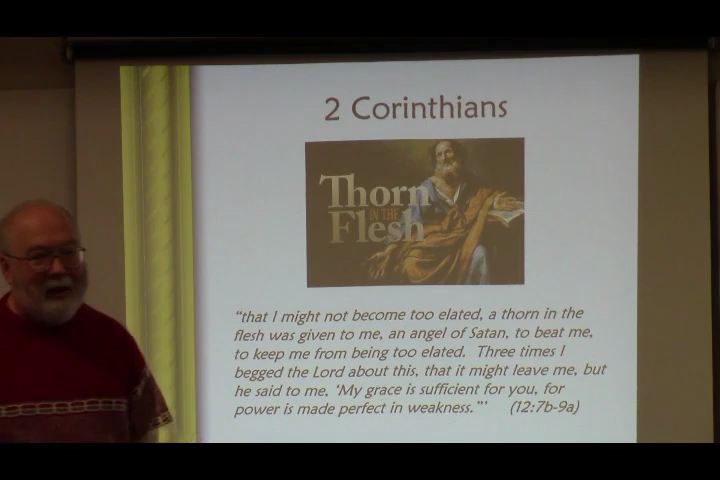 2 Corinthians
Thorn
IN THE
Flesh
“that I might not become too elated, a thorn in the
flesh was given to me, an angel of Satan, to beat me,
to keep me from being too elated. Three times I
begged the Lord about this, that it might leave me, but
he said to me, ‘My grace is sufficient for you, for
power is made perfect in weakness.”’ (12:7b-9a)